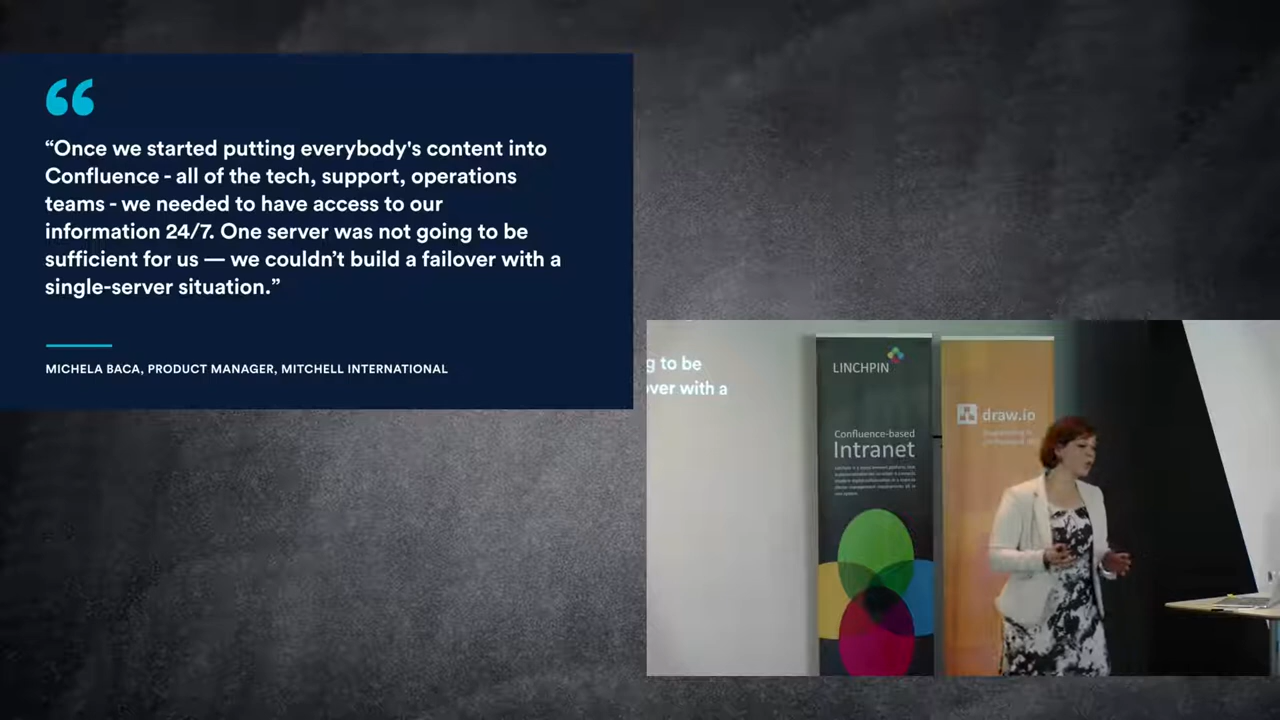 “Once we started putting everybody's content into
Confluence - all of the tech, support, operations
teams - we needed to have access to our
information 24/7. One server was not going to be
sufficient for us — we couldn’t build a failover with a
single-server situation.”
MICHELA BACA, PRODUCT MANAGER, MITCHELL INTERNATIONAL
g to be
over with a
LINCHPIN
Confluence-based
Intranet
draw.io